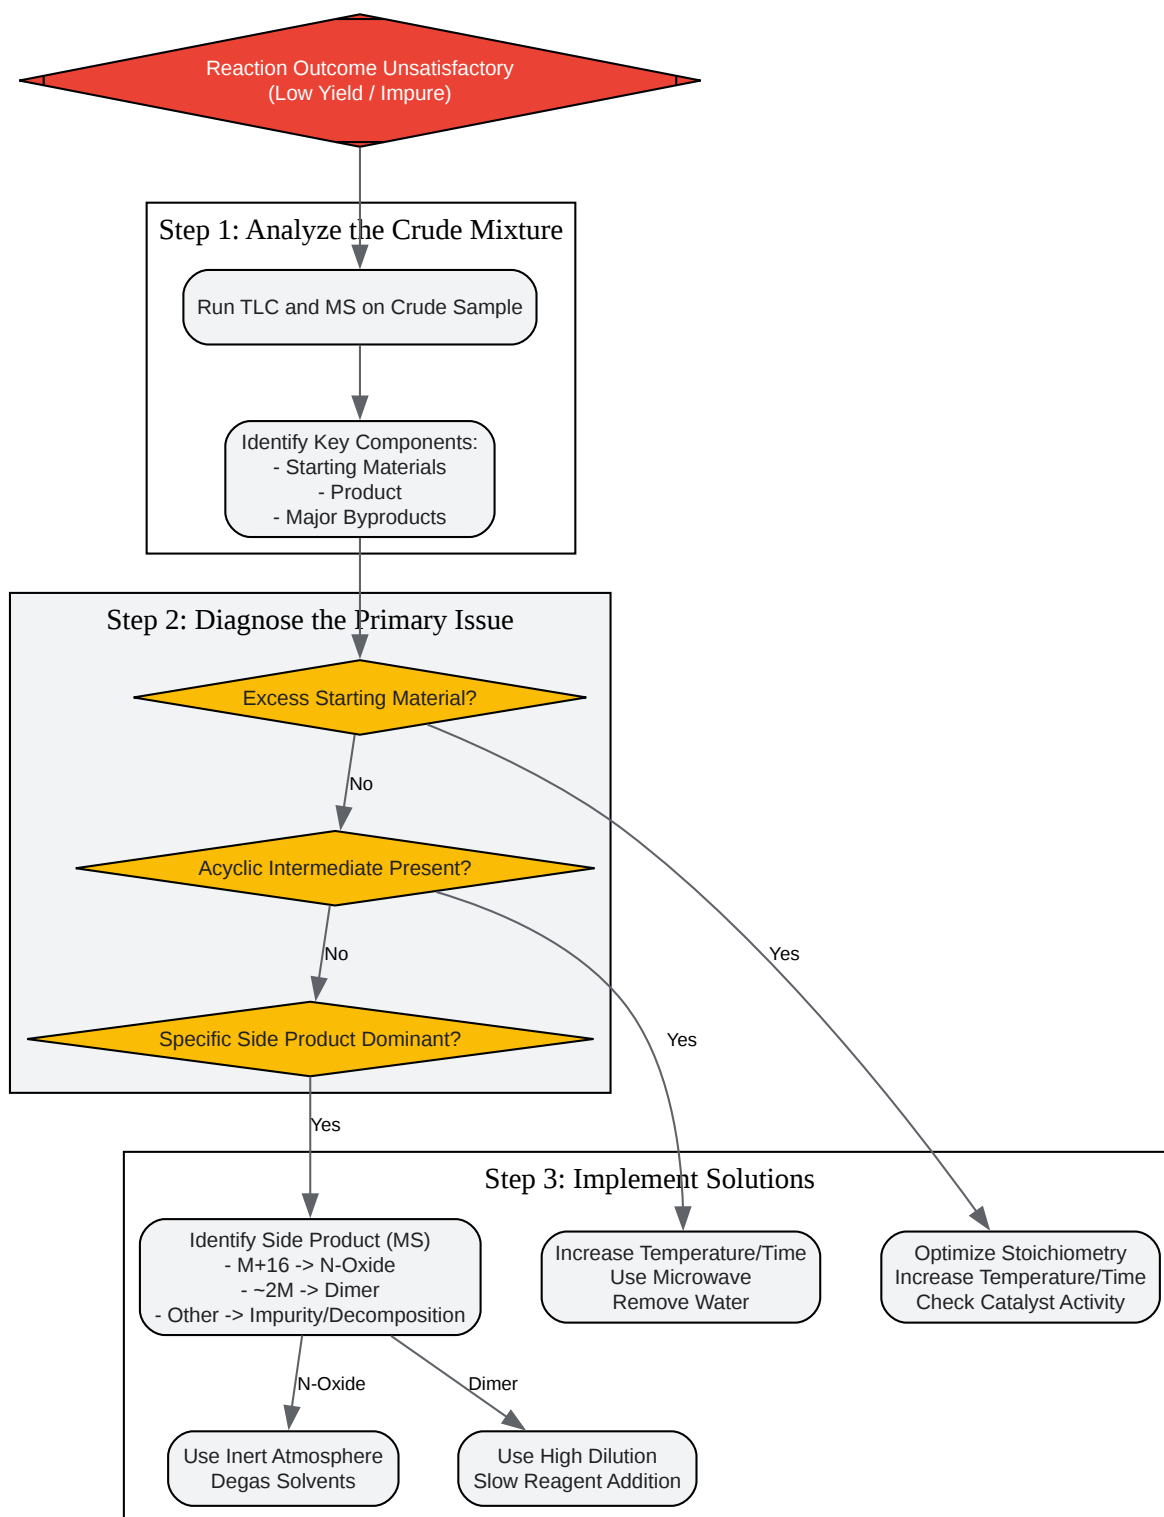 Reaction Outcome Unsatisfactory
(Low Yield / Impure)
Step 1: Analyze the Crude Mixture
Run TLC and MS on Crude Sample
Identify Key Components:
- Starting Materials
- Product
- Major Byproducts
Step 2: Diagnose the Primary Issue
Excess Starting Material?
No
Acyclic Intermediate Present?
Yes
No
Specific Side Product Dominant?
Yes
Yes
Step 3: Implement Solutions
Identify Side Product (MS)
- M+16 -> N-Oxide
- ~2M -> Dimer
- Other -> Impurity/Decomposition
Increase Temperature/Time
Use Microwave
Remove Water
Optimize Stoichiometry
Increase Temperature/Time
Check Catalyst Activity
N-Oxide
Dimer
Use Inert Atmosphere
Degas Solvents
Use High Dilution
Slow Reagent Addition